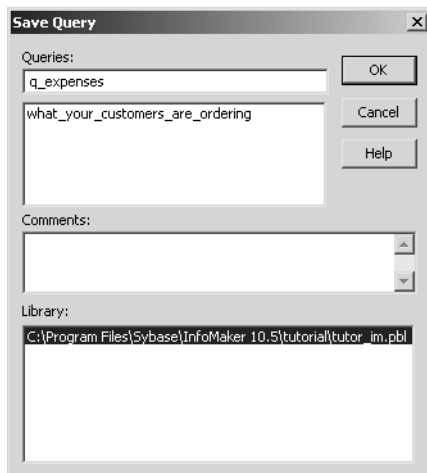 Save Query
Queries:
q_expenses
OK
what_your_customers_are_ordering
Cancel
Help
Comments:
Library:
C:\Program Files\Sybase\InfoMaker 10.5\tutorial\tutor_im.pbl